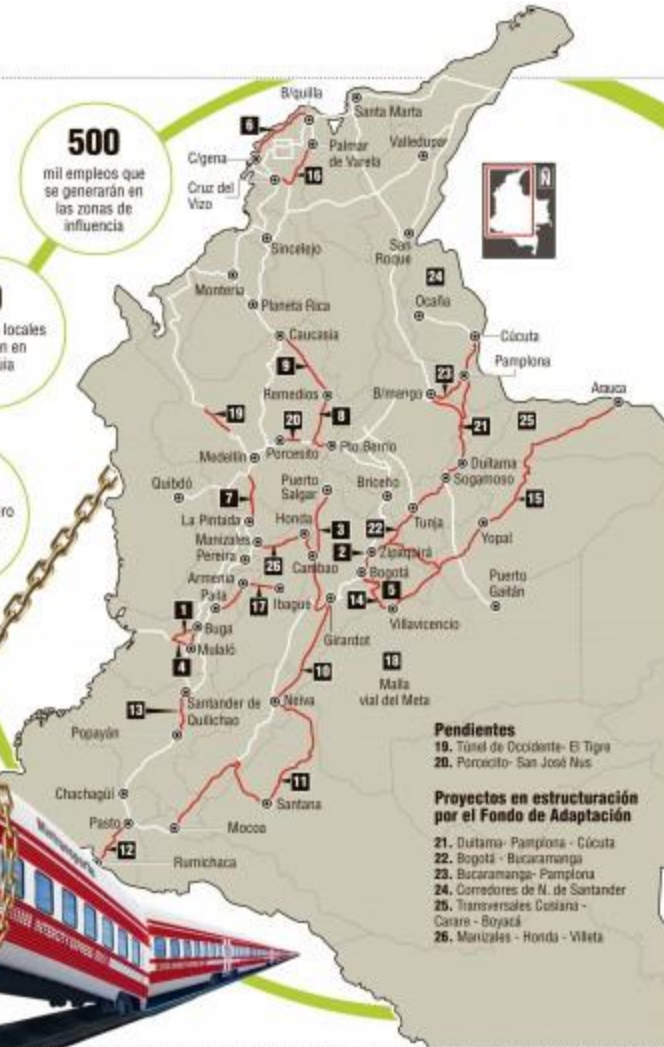 500
mil empleos que
se generarán en
las zonas de
influencia
locales
n en
ro
B/quilla
Santa Marta
6
C/gena
Palmar
de Varela
Valledupar
Cruz del
Vizo
16
N
Sincelejo
San
Roque
24
Montería
Ocaña
Planeta Rica
Caucasia
Cúcuta
Pamplona
9
23
Arauca
Remedios
B/manga
19
20
8
21
25
Medellín
Porcesito
Pto.Berrío
Duitama
Sogamoso
Quibdó
Puerto
Salgar
Briceño
7
15
La Pintada
Honda
3
22
Tunja
Yopal
Manizales
2
Zipaquirá
Pereira
26
Cambao
Bogotá
Puerto
Gaitán
Armenia
Paila
17
Ibagué
14
5
Villavicencio
1
Buga
Girardot
Mulaló
4
10
18
Malla
vial del Meta
13
Santander de
Quilichao
Neiva
Popayán
11
Chachagüí
Santana
Pasto
Mocoa
12
Rumichaca
Pendientes
19. Túnel de Occidente- El Tigre
20. Porcecito- San José Nus
Proyectos en estructuración
por el Fondo de Adaptación
21. Duitama- Pamplona - Cúcuta
22. Bogotá - Bucaramanga
23. Bucaramanga- Pamplona
24. Corredores de N. de Santander
25. Transversales Cusiana -
Carare - Boyacá
26. Manizales - Honda - Villeta
INTERCITY EXPRESS